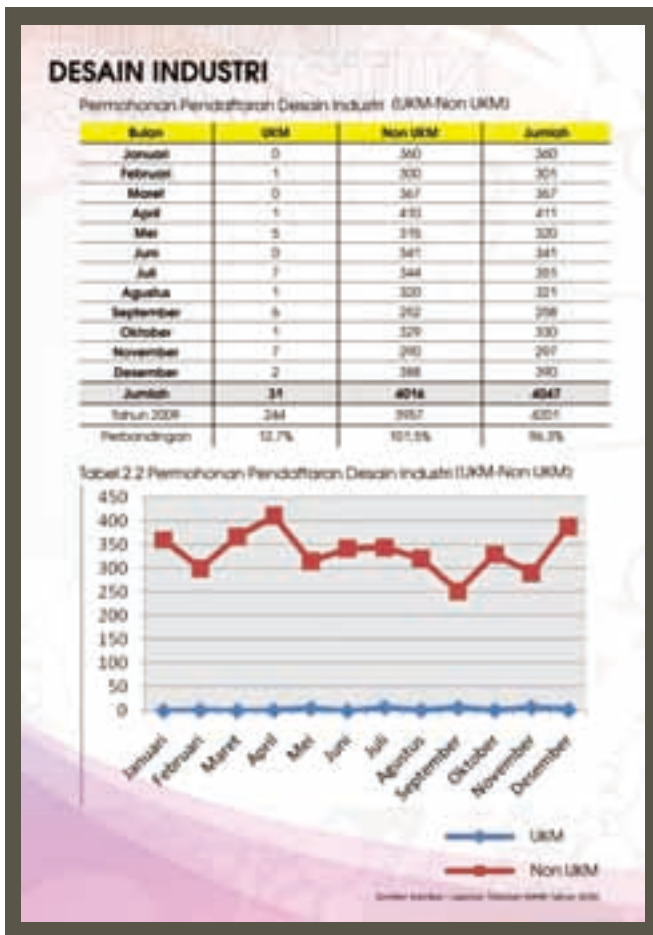 DESAIN INDUSTRI
Permohonan Pendaftaran Desain Industri (UKM-Non UKM)
Bulan UKM Non UKM Jumlah
Januari 0 360 360
Februari 1 300 301
Maret 0 367 367
April 1 410 411
Mei 5 315 320
Juni 0 341 341
Juli 7 344 351
Agustus 1 320 321
September 6 252 258
Oktober 1 329 330
November 7 290 297
Desember 2 388 390
Jumlah 31 4016 4047
Tahun 2009 244 3957 4201
Perbandingan 12.7% 101.5% 96.3%
Tabel 2.2 Permohonan Pendaftaran Desain Industri (UKM-Non UKM)
450
400
350
300
250
200
150
100
50
0
Januari Februari Maret April Mei Juni Juli Agustus September Oktober November Desember
UKM
Non UKM